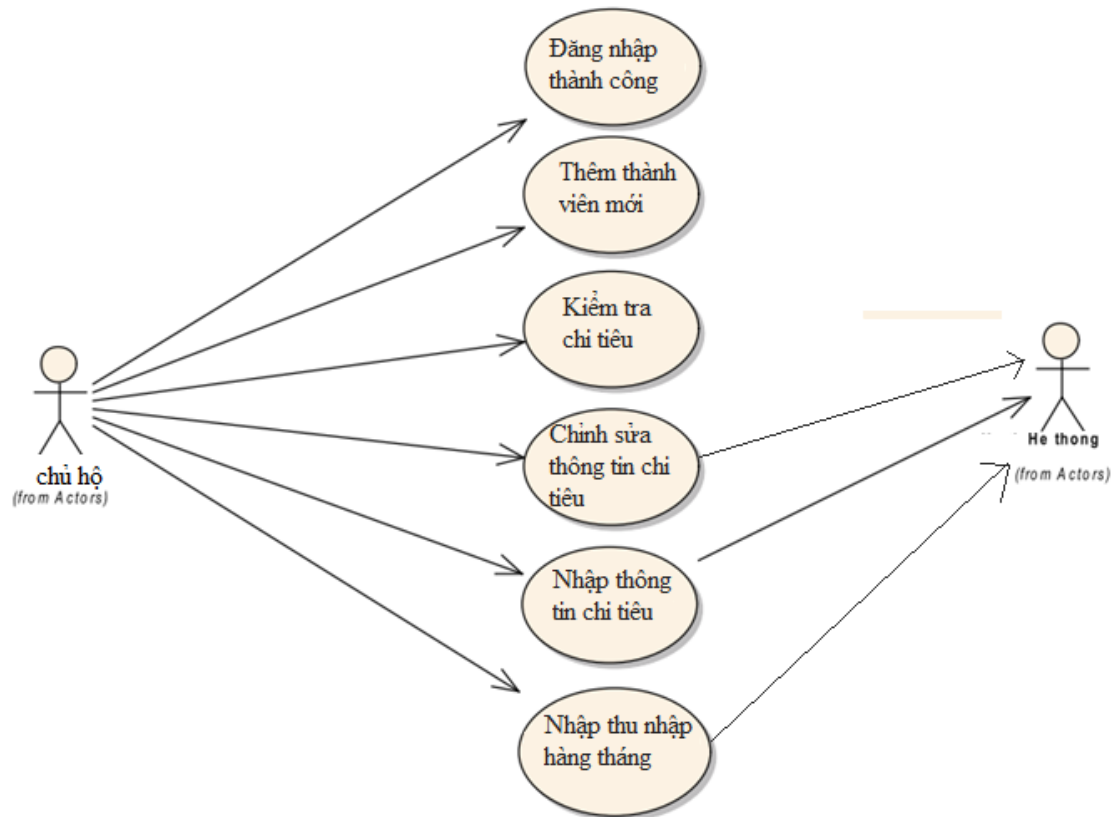 Đăng nhập
thành công
Thêm thành
viên mới
Kiểm tra
chi tiêu
Chỉnh sửa
thông tin chi
tiêu
Nhập thông
tin chi tiêu
Nhập thu nhập
hàng tháng
chủ hộ
(from Actors)
He thong
(from Actors)